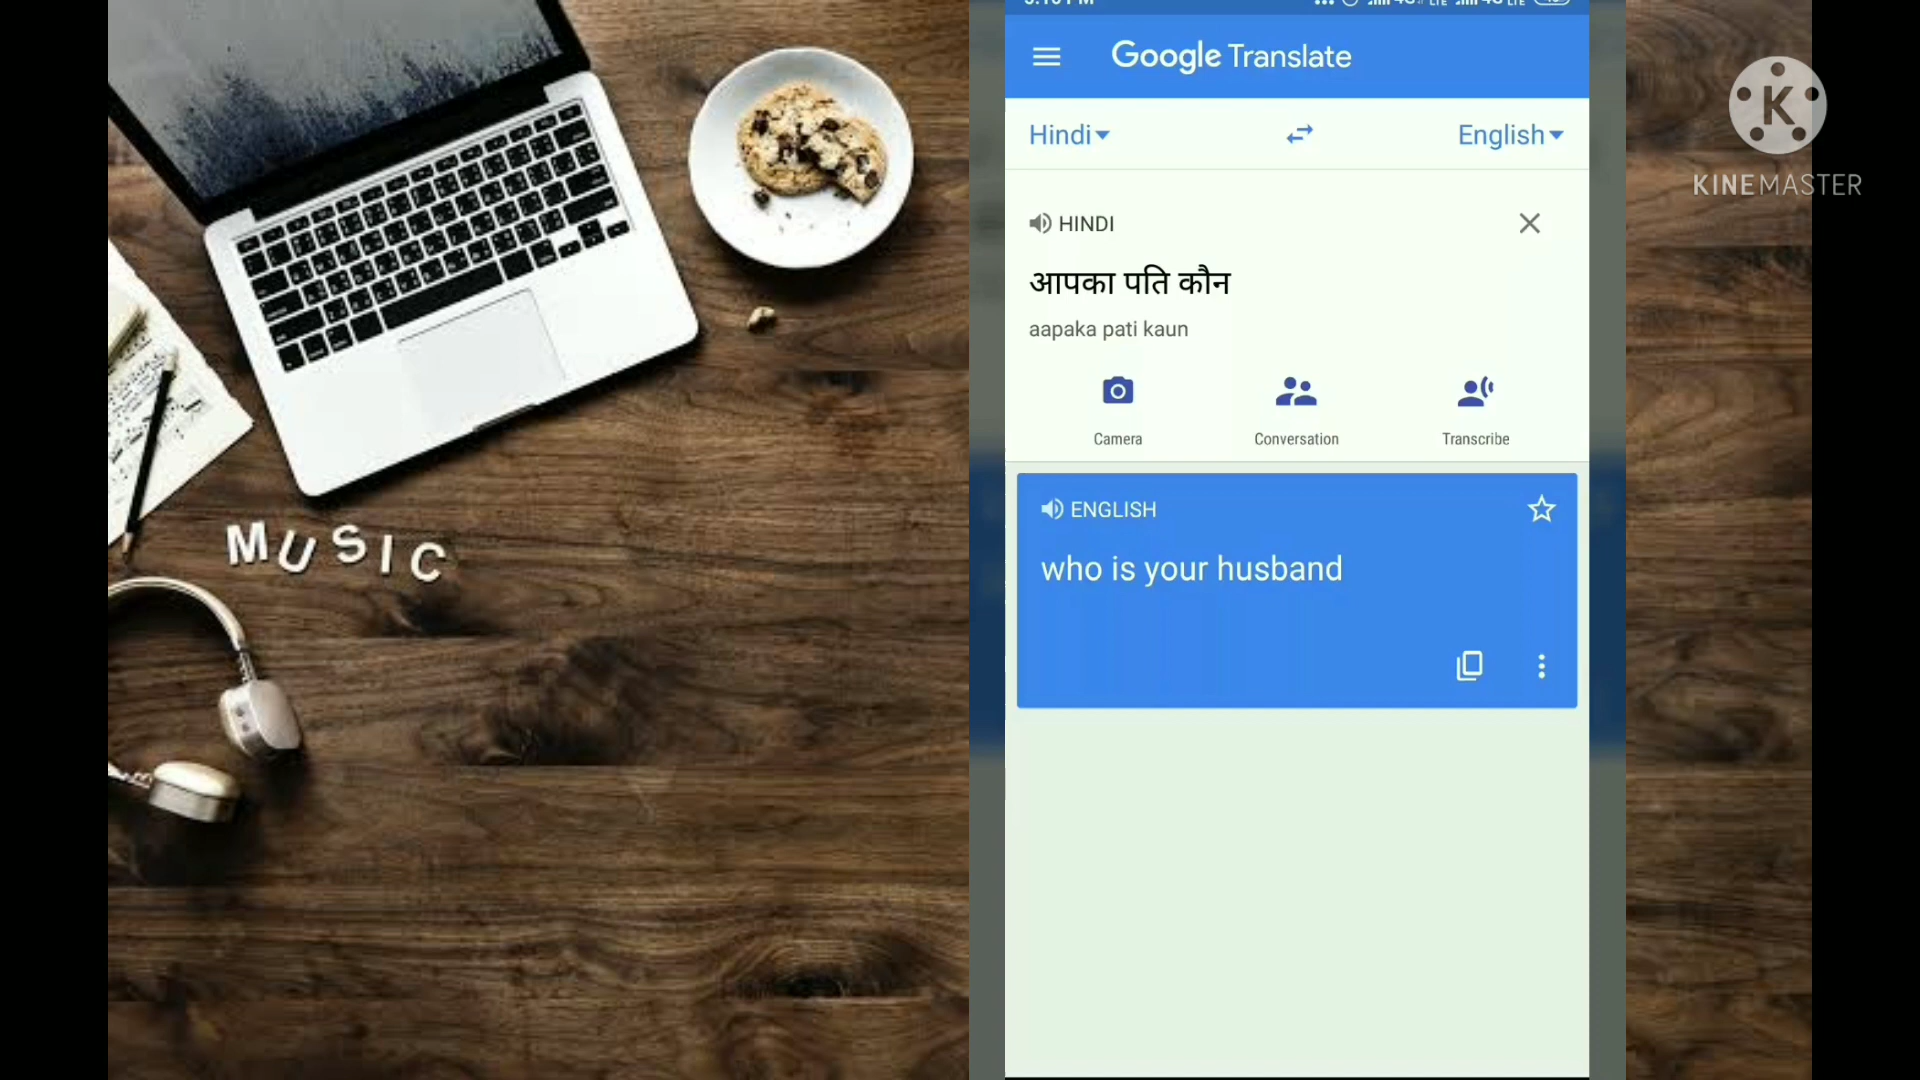 MUSIC
Google Translate
Hindi
English
HINDI
आपका पति कौन
aapaka pati kaun
Camera
Conversation
Transcribe
ENGLISH
who is your husband
K
KINEMASTER